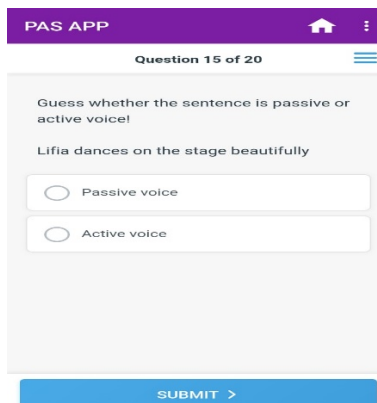 PAS APP
Question 15 of 20
Guess whether the sentence is passive or
active voice!
Lifia dances on the stage beautifully
Passive voice
Active voice
SUBMIT >